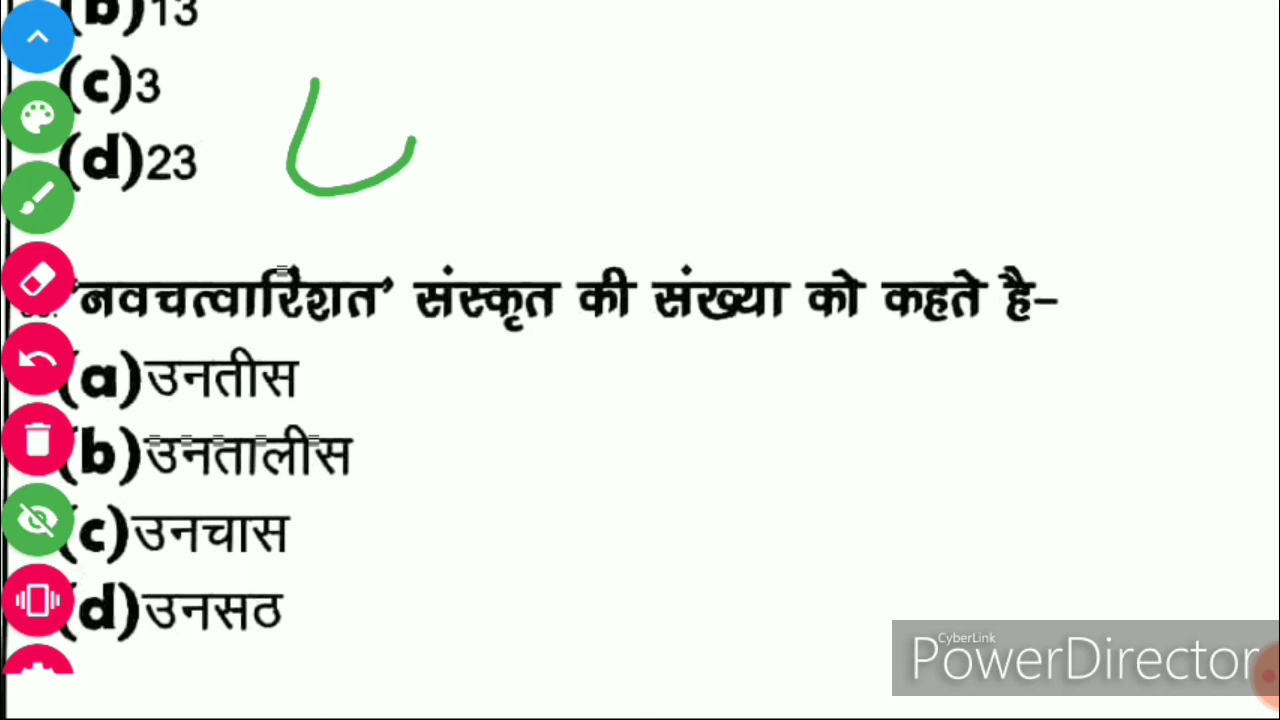 (b)13
(c)3
(d)23
'नवचत्वारिंशत' संस्कृत की संख्या को कहते है–
(a)उनतीस
(b)उनतालीस
(c)उनचास
(d)उनसठ
CyberLink
PowerDirector